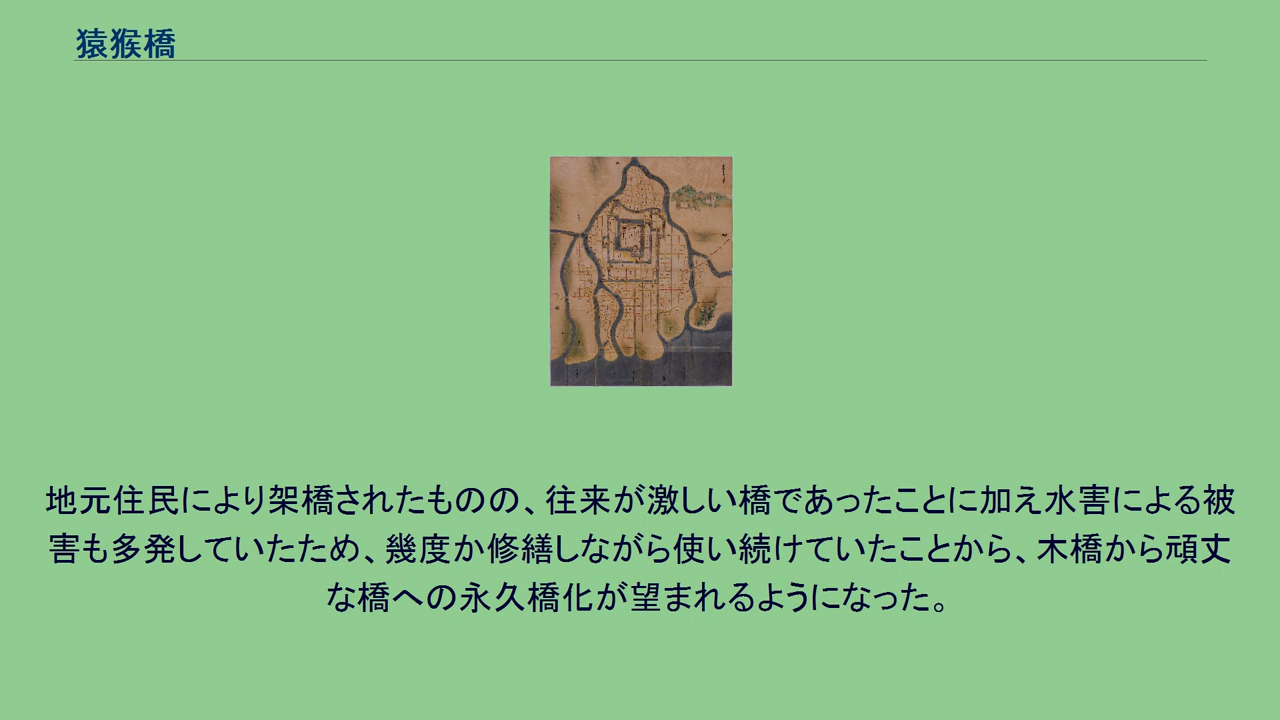 猿猴橋
地元住民により架橋されたものの、往来が激しい橋であったことに加え水害による被
害も多発していたため、幾度か修繕しながら使い続けていたことから、木橋から頑丈
な橋への永久橋化が望まれるようになった。